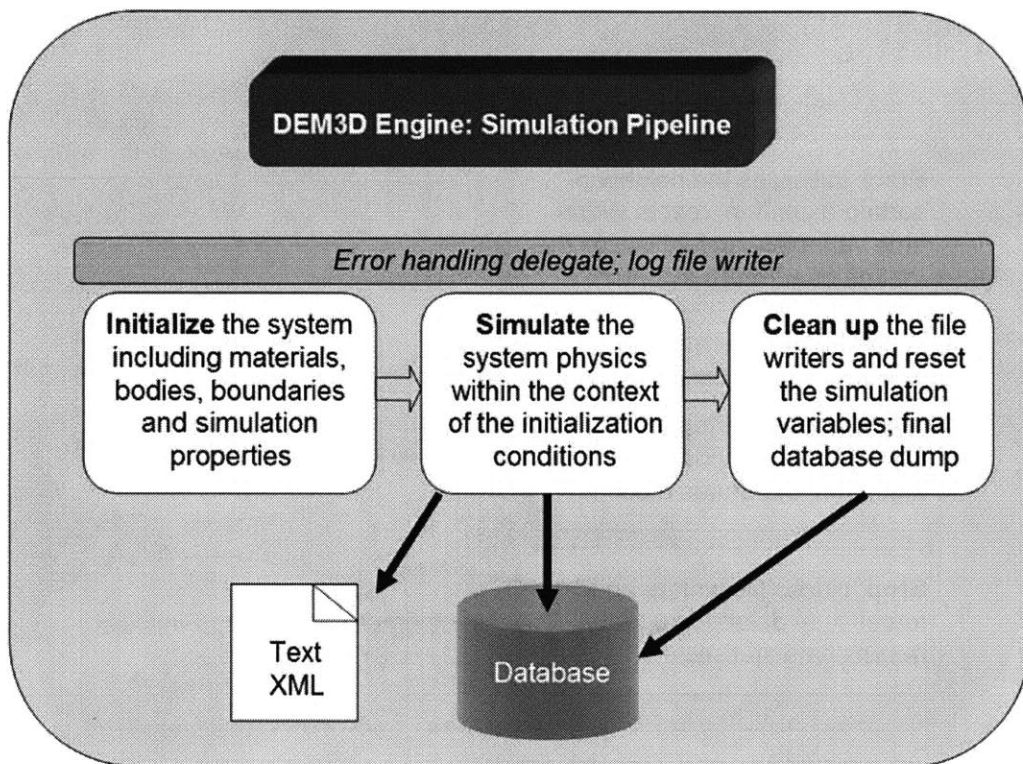 DEM3D Engine: Simulation Pipeline
Error handling delegate; log file writer
Initialize the system
including materials,
bodies, boundaries
and simulation
properties
Simulate the
system physics
within the context
of the initialization
conditions
Clean up the file
writers and reset
the simulation
variables; final
database dump
Text
XML
Database